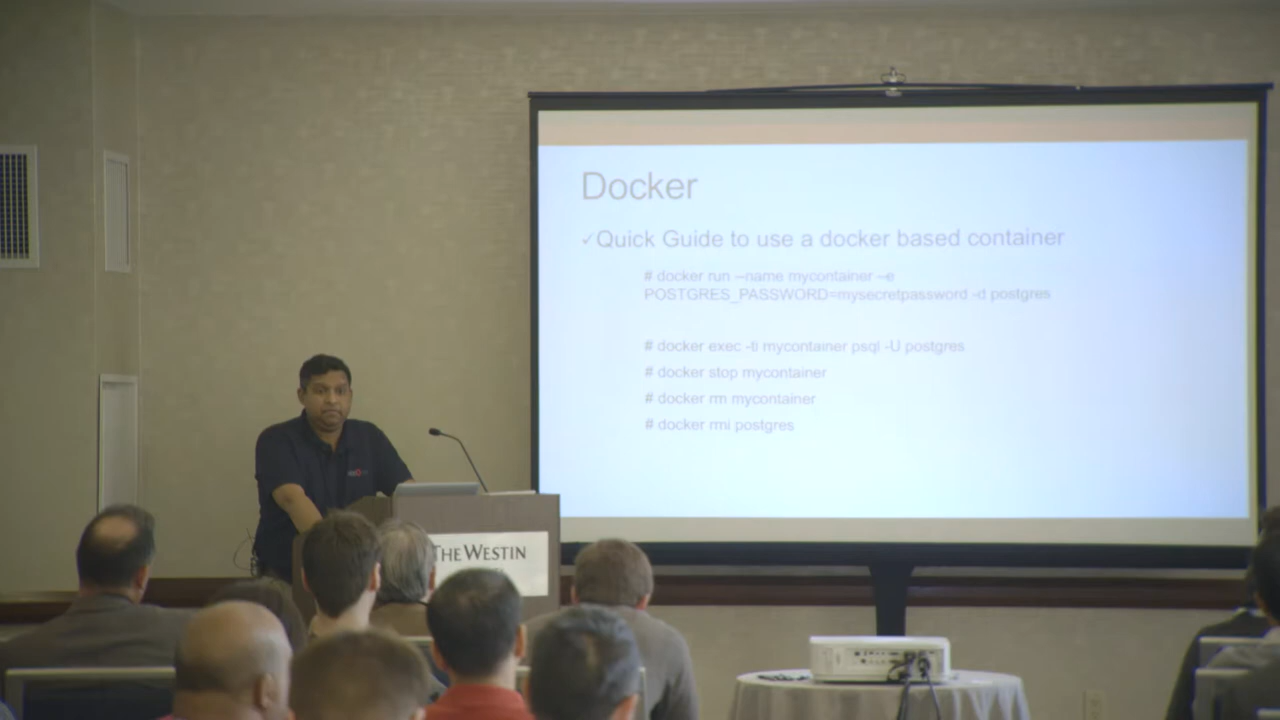 Docker
✓Quick Guide to use a docker based container
# docker run –name mycontainer –e
POSTGRES_PASSWORD=mysecretpassword -d postgres
# docker exec -ti mycontainer psql -U postgres
# docker stop mycontainer
# docker rm mycontainer
# docker rmi postgres
THE WESTIN